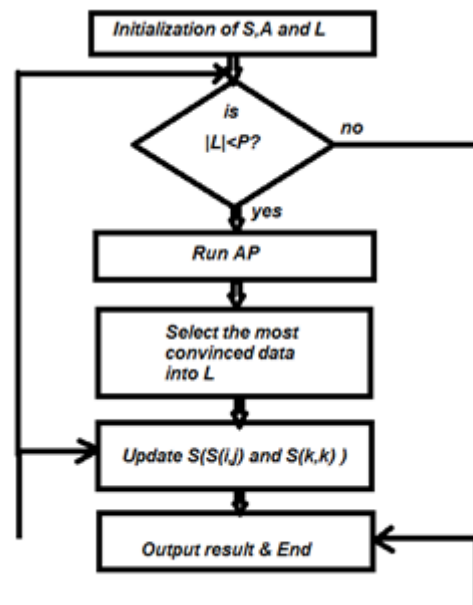 Initialization of S,A and L
is
|L|<P?
no
yes
Run AP
Select the most
convinced data
into L
Update S(S(i,j) and S(k,k) )
Output result & End